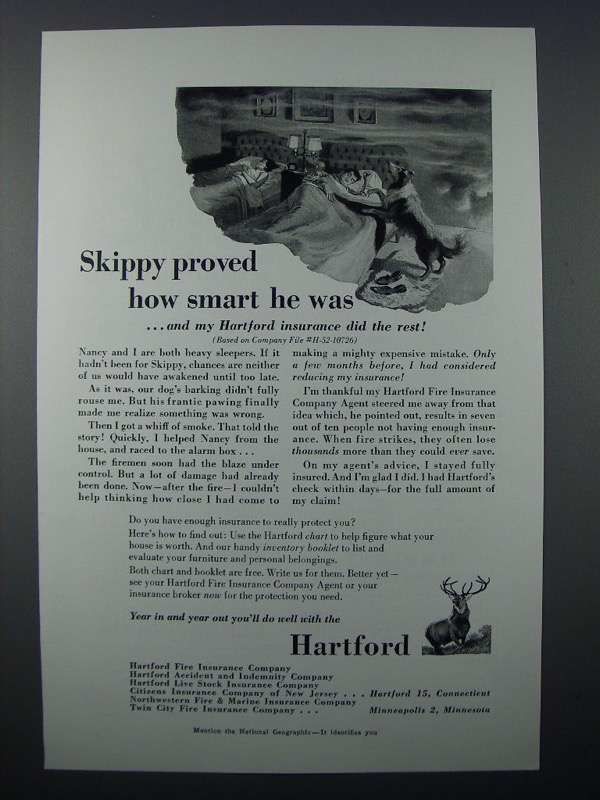 Skippy proved
how smart he was
...and my Hartford insurance did the rest!
(Based on Company File #H-52-10726)
Nancy and I are both heavy sleepers. If it
hadn't been for Skippy, chances are neither
of us would have awakened until too late.
As it was, our dog's barking didn't fully
rouse me. But his frantic pawing finally
made me realize something was wrong.
Then I got a whiff of smoke. That told the
story! Quickly, I helped Nancy from the
house, and raced to the alarm box . . .
The firemen soon had the blaze under
control. But a lot of damage had already
been done. Now—after the fire—I couldn't
help thinking how close I had come to
making a mighty expensive mistake. Only
a few months before, I had considered
reducing my insurance!
I'm thankful my Hartford Fire Insurance
Company Agent steered me away from that
idea which, he pointed out, results in seven
out of ten people not having enough insur-
ance. When fire strikes, they often lose
thousands more than they could ever save.
On my agent's advice, I stayed fully
insured. And I'm glad I did. I had Hartford's
check within days—for the full amount of
my claim!
Do you have enough insurance to really protect you?
Here's how to find out: Use the Hartford chart to help figure what your
house is worth. And our handy inventory booklet to list and
evaluate your furniture and personal belongings.
Both chart and booklet are free. Write us for them. Better yet—
see your Hartford Fire Insurance Company Agent or your
insurance broker now for the protection you need.
Year in and year out you'll do well with the
Hartford
Hartford Fire Insurance Company
Hartford Accident and Indemnity Company
Hartford Live Stock Insurance Company
Citizens Insurance Company of New Jersey . . . Hartford 15, Connecticut
Northwestern Fire & Marine Insurance Company
Twin City Fire Insurance Company . . . Minneapolis 2, Minnesota
Mention the National Geographic—It identifies you